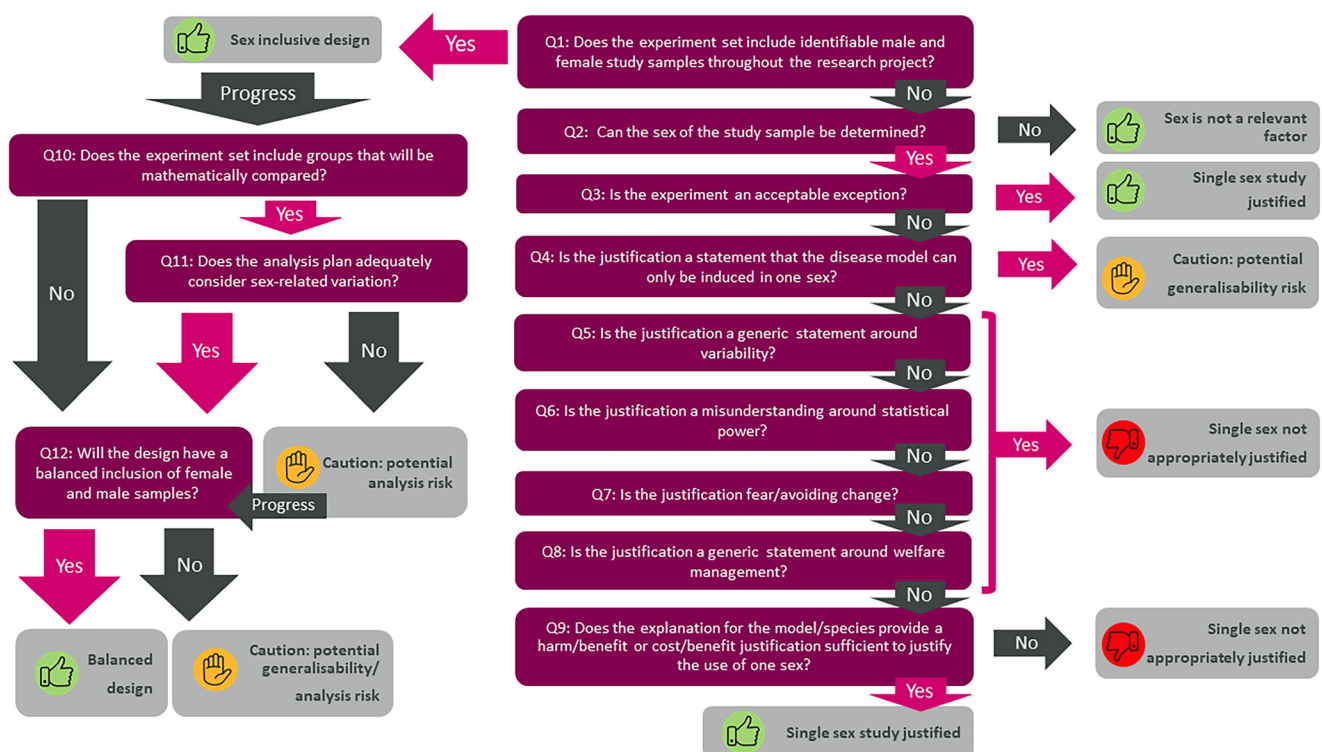 Sex inclusive design
Yes
Q1: Does the experiment set include identifiable male and
female study samples throughout the research project?
Progress
No
Q2: Can the sex of the study sample be determined?
No
Sex is not a relevant
factor
Q10: Does the experiment set include groups that will be
mathematically compared?
Yes
Q3: Is the experiment an acceptable exception?
Yes
Single sex study
justified
No
Yes
No
Q11: Does the analysis plan adequately
consider sex-related variation?
Q4: Is the justification a statement that the disease model can
only be induced in one sex?
Yes
Caution: potential
generalisability risk
No
Yes
No
Q5: Is the justification a generic statement around
variability?
No
Q6: Is the justification a misunderstanding around statistical
power?
Yes
Single sex not
appropriately justified
Q12: Will the design have a
balanced inclusion of female
and male samples?
Caution: potential
analysis risk
Progress
No
Q7: Is the justification fear/avoiding change?
No
Q8: Is the justification a generic statement around welfare
management?
Yes
No
No
Q9: Does the explanation for the model/species provide a
harm/benefit or cost/benefit justification sufficient to justify
the use of one sex?
No
Single sex not
appropriately justified
Balanced
design
Caution: potential
generalisability/
analysis risk
Yes
Single sex study justified